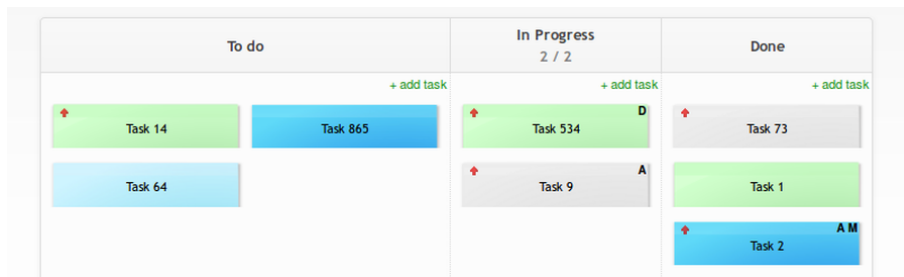 To do
In Progress
2 / 2
Done
+ add task
+ add task
+ add task
Task 14
Task 865
D
Task 534
Task 73
Task 64
A
Task 9
Task 1
A M
Task 2